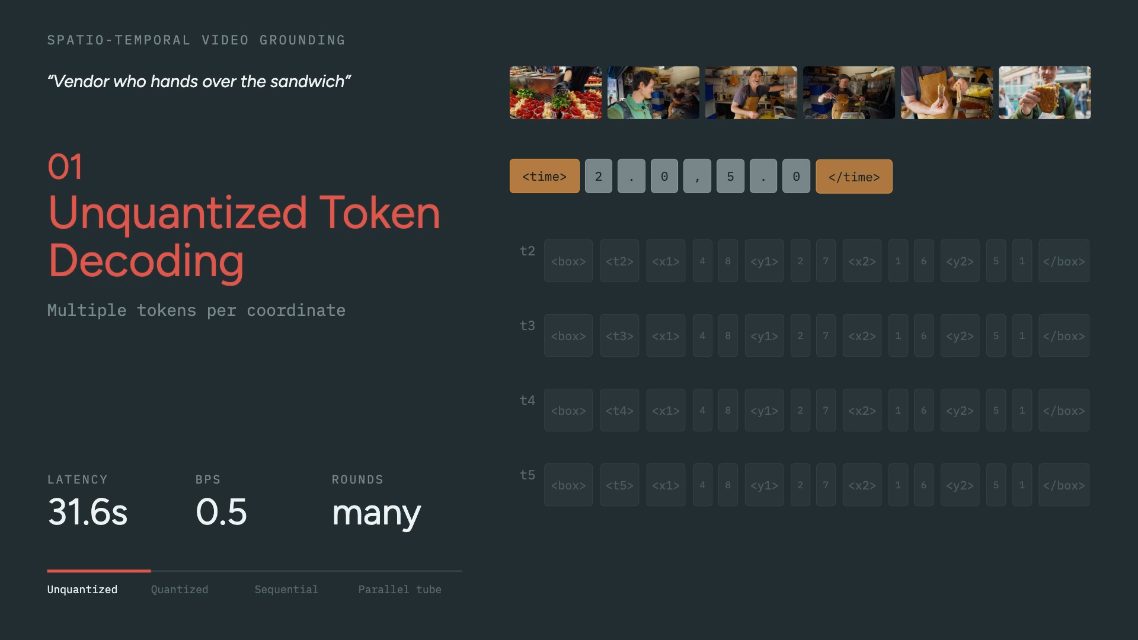 SPATIO-TEMPORAL VIDEO GROUNDING
“Vendor who hands over the sandwich”
01
Unquantized Token
Decoding
Multiple tokens per coordinate
<time> 2 . 0 , 5 . 0 </time>
t2 <box> <t2> <x1> 4 8 <y1> 2 7 <x2> 1 6 <y2> 5 1 </box>
t3 <box> <t3> <x1> 4 8 <y1> 2 7 <x2> 1 6 <y2> 5 1 </box>
t4 <box> <t4> <x1> 4 8 <y1> 2 7 <x2> 1 6 <y2> 5 1 </box>
t5 <box> <t5> <x1> 4 8 <y1> 2 7 <x2> 1 6 <y2> 5 1 </box>
LATENCY BPS ROUNDS
31.6s 0.5 many
Unquantized Quantized Sequential Parallel tube